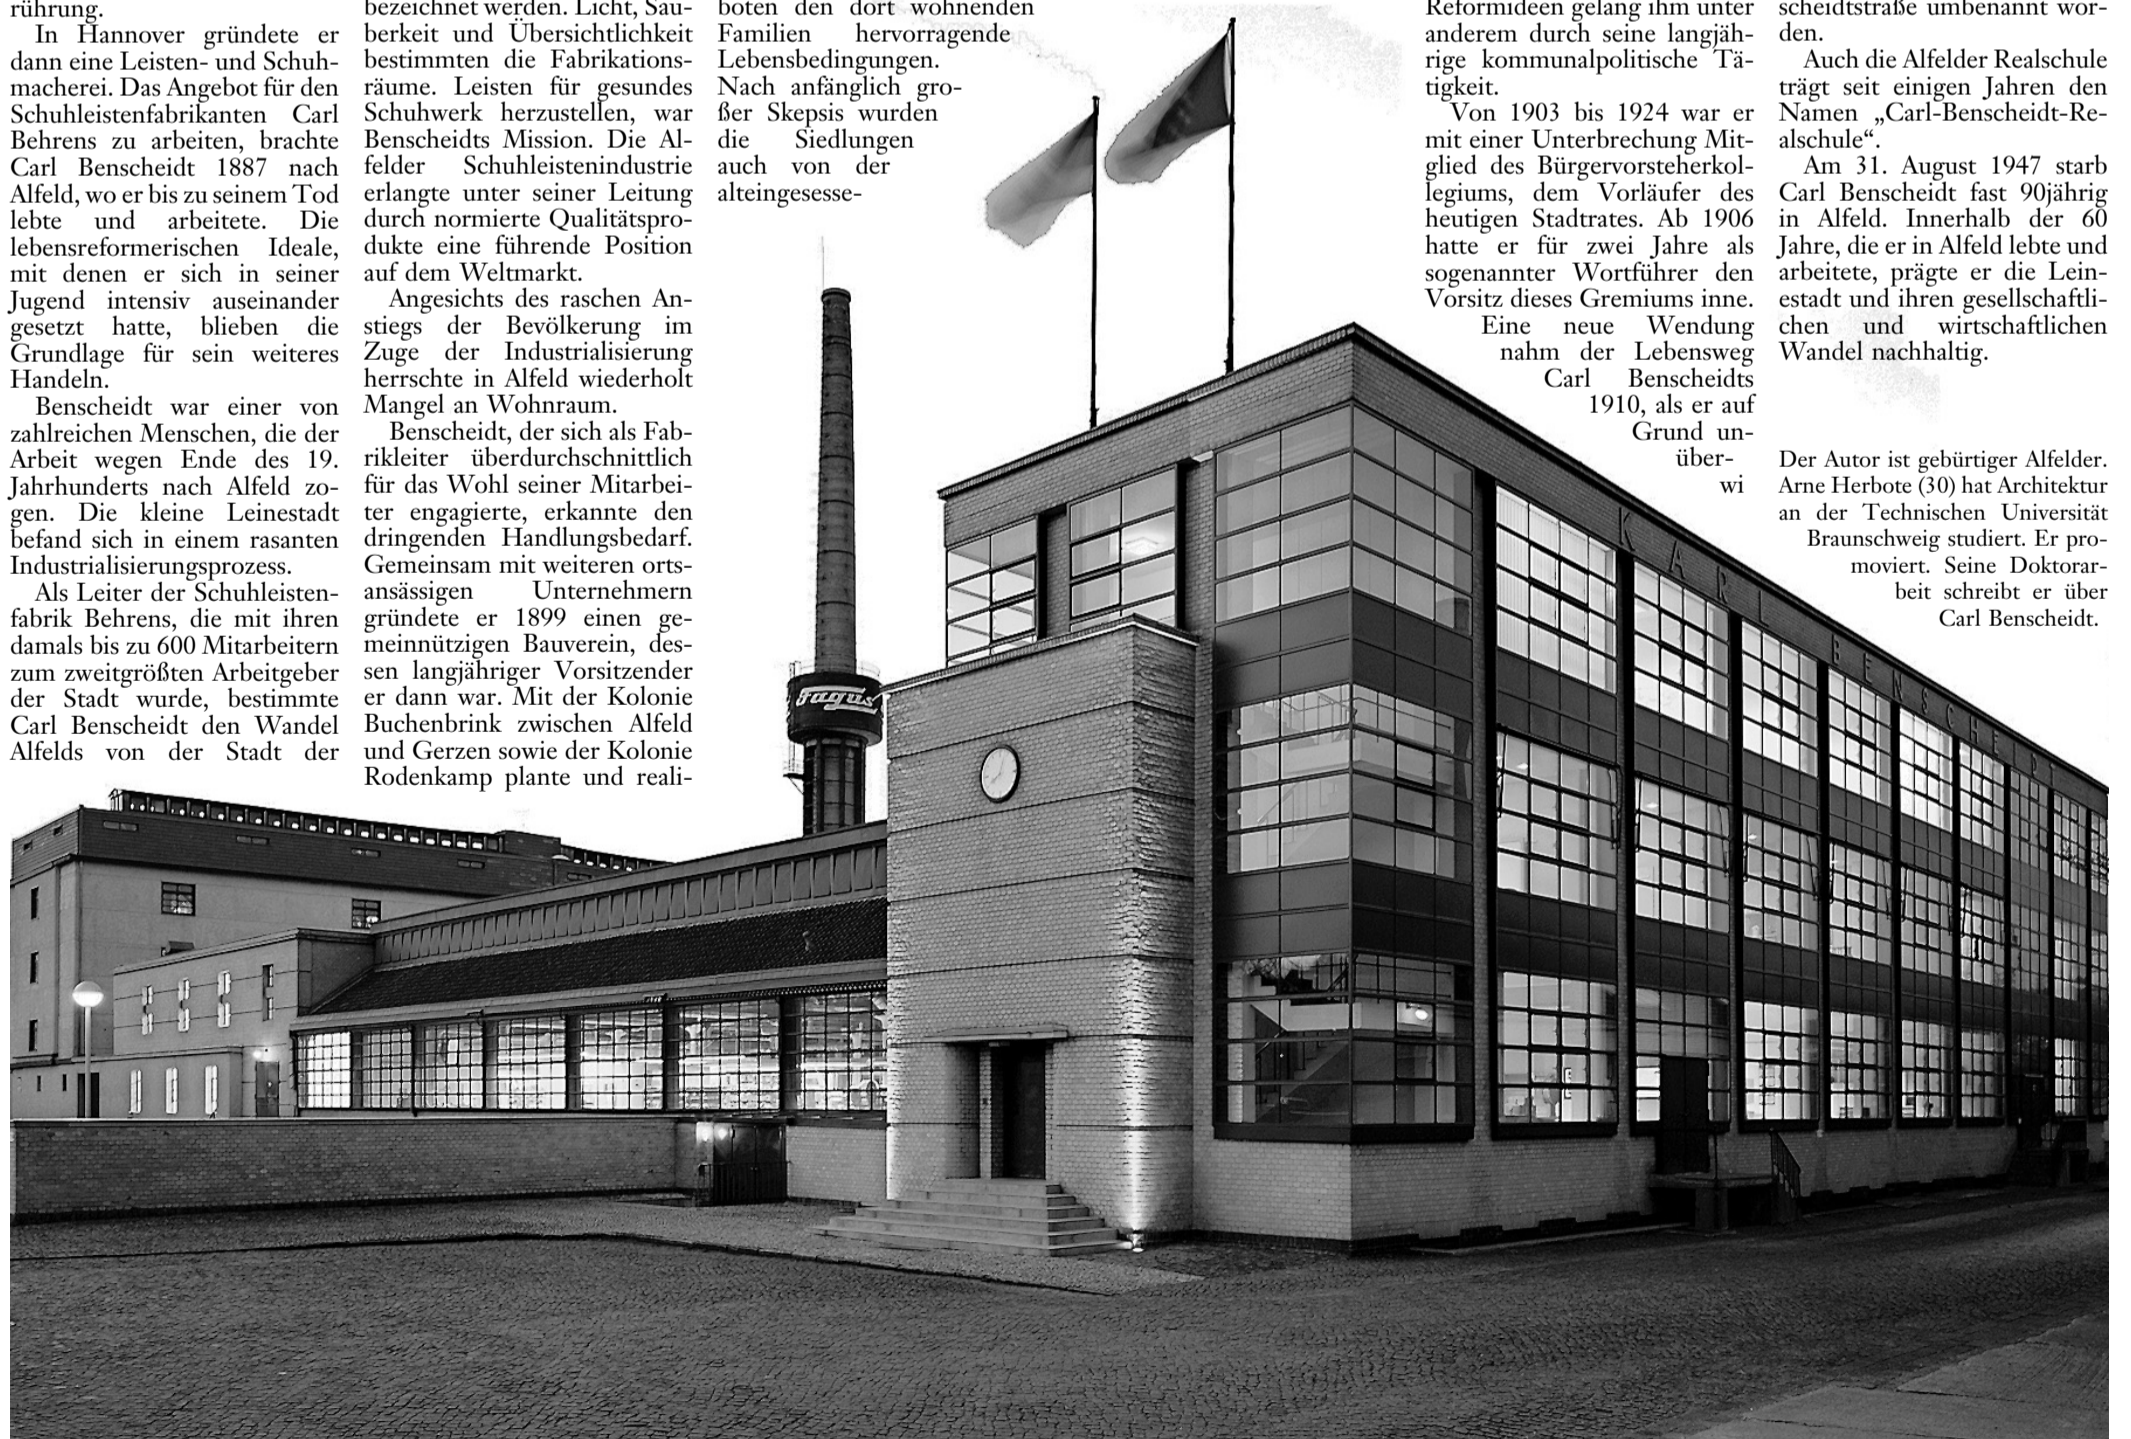 rührung.
In Hannover gründete er
dann eine Leisten- und Schuh-
macherei. Das Angebot für den
Schuhleistenfabrikanten Carl
Behrens zu arbeiten, brachte
Carl Benscheidt 1887 nach
Alfeld, wo er bis zu seinem Tod
lebte und arbeitete. Die
lebensreformerischen Ideale,
mit denen er sich in seiner
Jugend intensiv auseinander
gesetzt hatte, blieben die
Grundlage für sein weiteres
Handeln.
Benscheidt war einer von
zahlreichen Menschen, die der
Arbeit wegen Ende des 19.
Jahrhunderts nach Alfeld zo-
gen. Die kleine Leinestadt
befand sich in einem rasanten
Industrialisierungsprozess.
Als Leiter der Schuhleisten-
fabrik Behrens, die mit ihren
damals bis zu 600 Mitarbeitern
zum zweitgrößten Arbeitgeber
der Stadt wurde, bestimmte
Carl Benscheidt den Wandel
Alfelds von der Stadt der
bezeichnet werden. Licht, Sau-
berkeit und Übersichtlichkeit
bestimmten die Fabrikations-
räume. Leisten für gesundes
Schuhwerk herzustellen, war
Benscheidts Mission. Die Al-
felder Schuhleistenindustrie
erlangte unter seiner Leitung
durch normierte Qualitätspro-
dukte eine führende Position
auf dem Weltmarkt.
Angesichts des raschen An-
stiegs der Bevölkerung im
Zuge der Industrialisierung
herrschte in Alfeld wiederholt
Mangel an Wohnraum.
Benscheidt, der sich als Fab-
rikleiter überdurchschnittlich
für das Wohl seiner Mitarbei-
ter engagierte, erkannte den
dringenden Handlungsbedarf.
Gemeinsam mit weiteren orts-
ansässigen Unternehmern
gründete er 1899 einen ge-
meinnützigen Bauverein, des-
sen langjähriger Vorsitzender
er dann war. Mit der Kolonie
Buchenbrink zwischen Alfeld
und Gerzen sowie der Kolonie
Rodenkamp plante und reali-
boten den dort wohnenden
Familien hervorragende
Lebensbedingungen.
Nach anfänglich gro-
ßer Skepsis wurden
die Siedlungen
auch von der
alteingesesse-
Reformideen gelang ihm unter
anderem durch seine langjäh-
rige kommunalpolitische Tä-
tigkeit.
Von 1903 bis 1924 war er
mit einer Unterbrechung Mit-
glied des Bürgervorsteherkol-
legiums, dem Vorläufer des
heutigen Stadtrates. Ab 1906
hatte er für zwei Jahre als
sogenannter Wortführer den
Vorsitz dieses Gremiums inne.
Eine neue Wendung
nahm der Lebensweg
Carl Benscheidts
1910, als er auf
Grund un-
über-
wi
scheidtstraße umbenannt wor-
den.
Auch die Alfelder Realschule
trägt seit einigen Jahren den
Namen „Carl-Benscheidt-Re-
alschule“.
Am 31. August 1947 starb
Carl Benscheidt fast 90jährig
in Alfeld. Innerhalb der 60
Jahre, die er in Alfeld lebte und
arbeitete, prägte er die Lein-
estadt und ihren gesellschaftli-
chen und wirtschaftlichen
Wandel nachhaltig.
Der Autor ist gebürtiger Alfelder.
Arne Herbote (30) hat Architektur
an der Technischen Universität
Braunschweig studiert. Er pro-
moviert. Seine Doktorar-
beit schreibt er über
Carl Benscheidt.
Fagus
KARL BENSCHEIDT